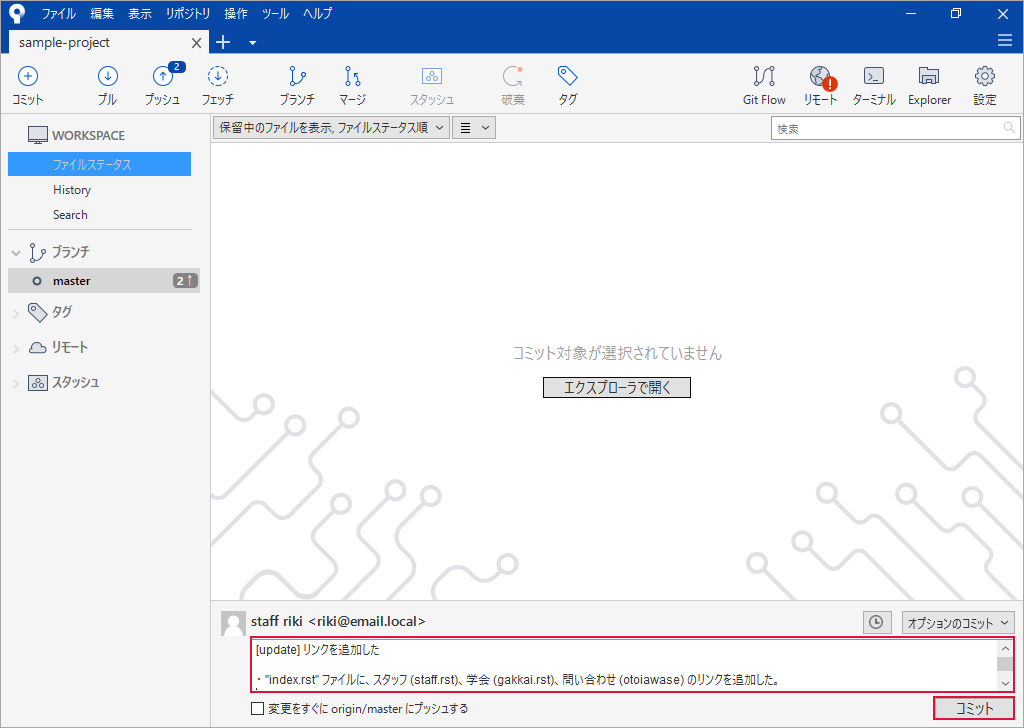 ファイル 編集 表示 リポジトリ 操作 ツール ヘルプ
sample-project
2
コミット プル プッシュ フェッチ ブランチ マージ スタッシュ 破棄 タグ Git Flow リモート ターミナル Explorer 設定
WORKSPACE
ファイルステータス
History
Search
ブランチ
master 2↑
タグ
リモート
スタッシュ
保留中のファイルを表示, ファイルステータス順
検索
コミット対象が選択されていません
エクスプローラで開く
staff riki <riki@email.local>
オプションのコミット
[update] リンクを追加した
・"index.rst" ファイルに、スタッフ (staff.rst)、学会 (gakkai.rst)、問い合わせ (otoiawase) のリンクを追加した。
変更をすぐに origin/master にプッシュする
コミット